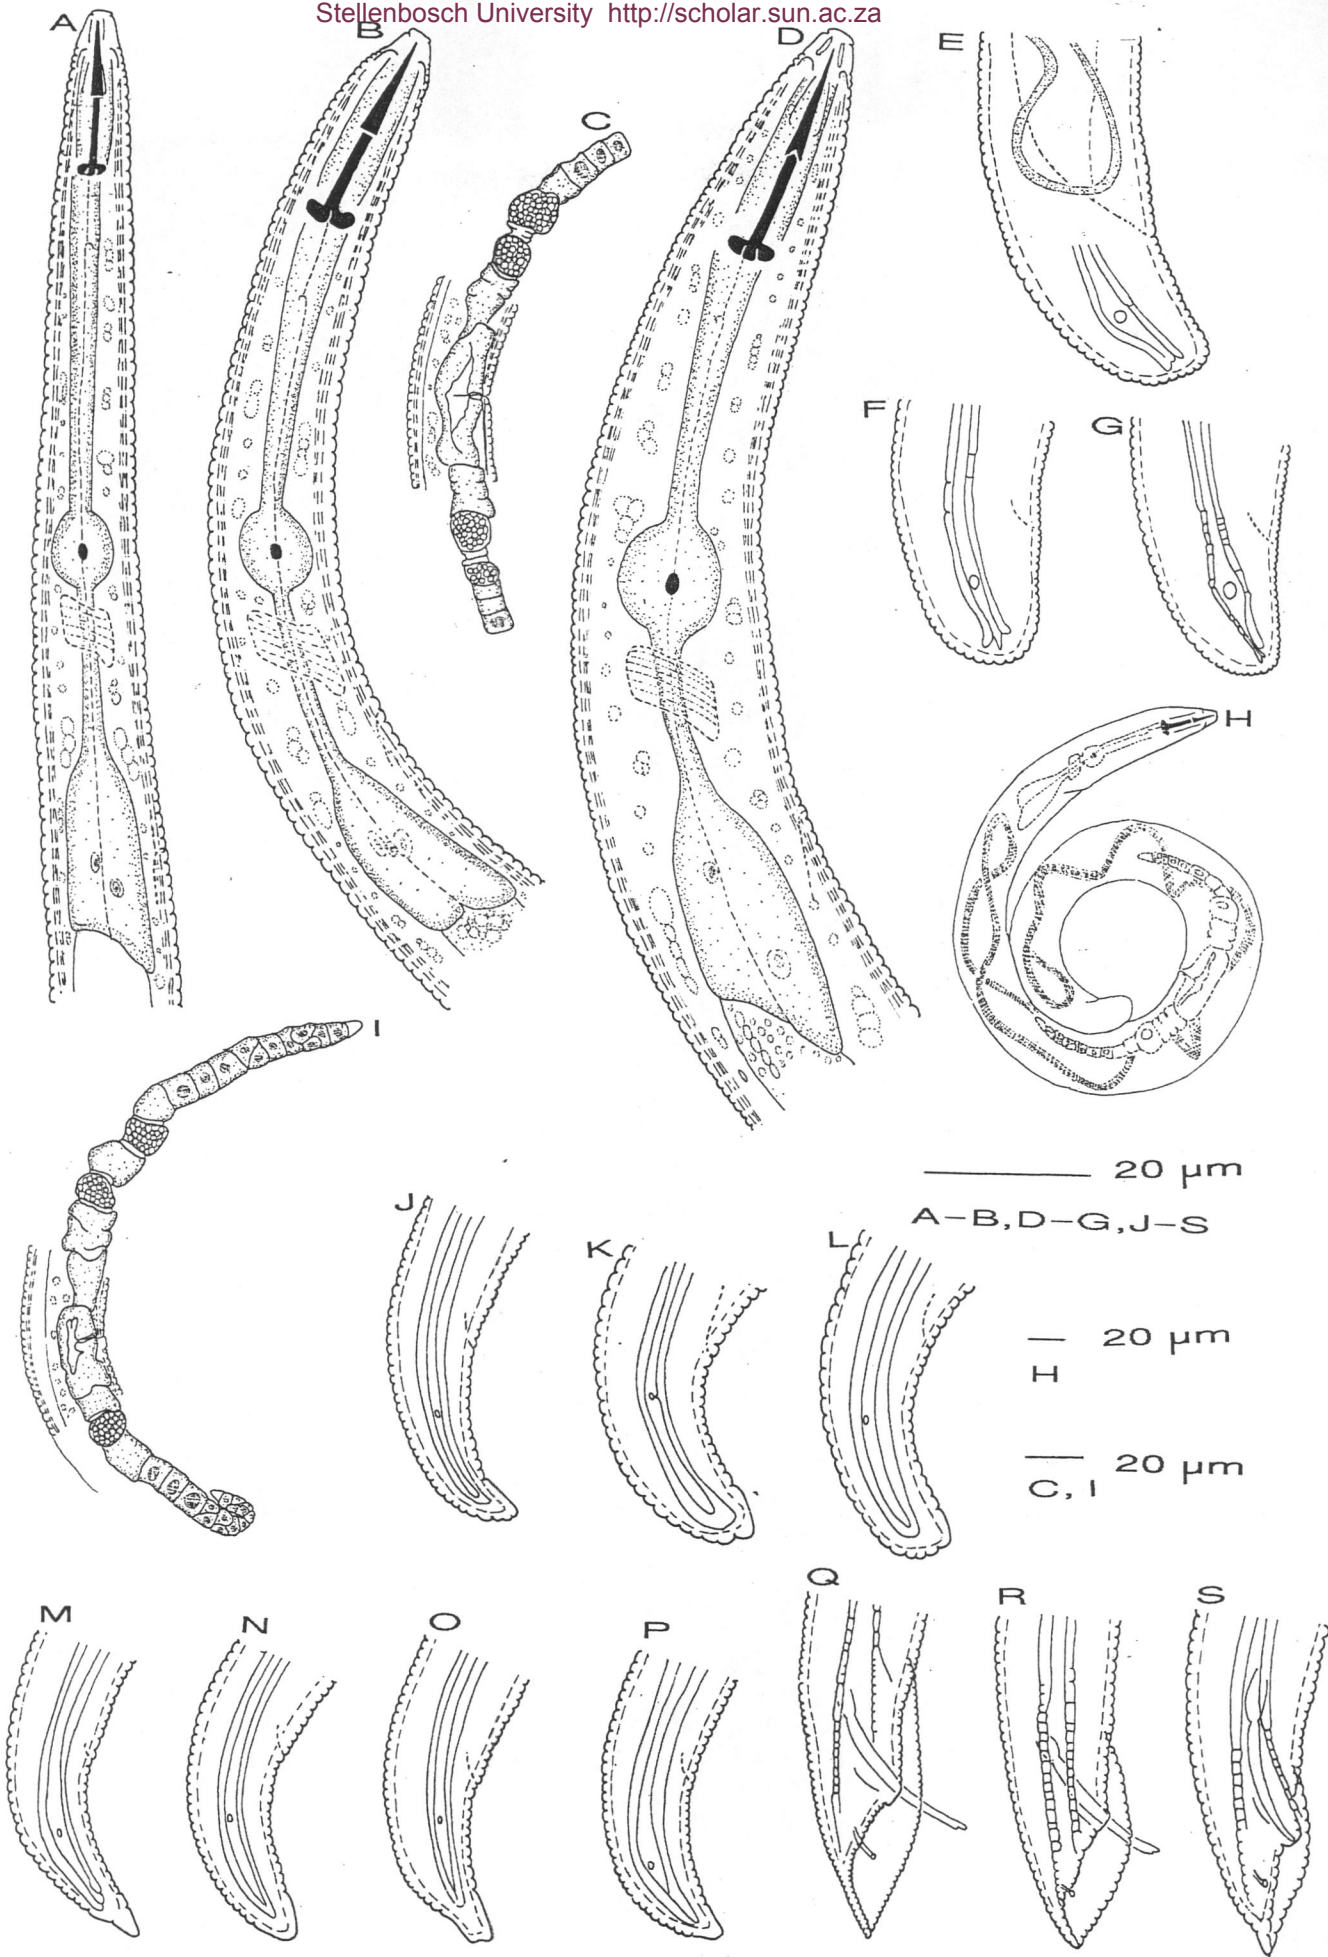 Stellenbosch University http://scholar.sun.ac.za
A
B
D
E
C
F
G
H
I
20 µm
A-B, D-G, J-S
J
K
L
20 µm
H
20 µm
C, I
M
N
O
P
Q
R
S